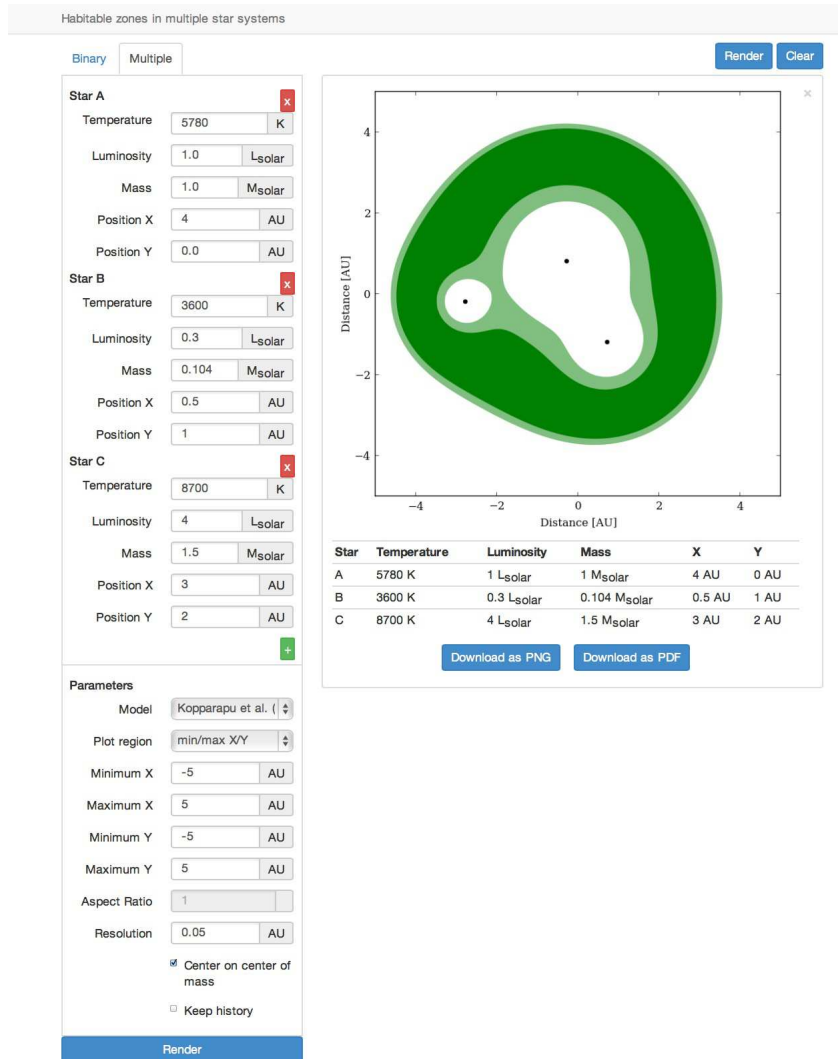 Habitable zones in multiple star systems
Binary Multiple
Render Clear
Star A
x
Temperature 5780 K
Luminosity 1.0 Lsolar
Mass 1.0 Msolar
Position X 4 AU
Position Y 0.0 AU
Star B
x
Temperature 3600 K
Luminosity 0.3 Lsolar
Mass 0.104 Msolar
Position X 0.5 AU
Position Y 1 AU
Star C
x
Temperature 8700 K
Luminosity 4 Lsolar
Mass 1.5 Msolar
Position X 3 AU
Position Y 2 AU
+
Parameters
Model Kopparapu et al. (
Plot region min/max X/Y
Minimum X -5 AU
Maximum X 5 AU
Minimum Y -5 AU
Maximum Y 5 AU
Aspect Ratio 1
Resolution 0.05 AU
Center on center of
mass
Keep history
Render
×
4
2
0
−2
−4
Distance [AU]
−4 −2 0 2 4
Distance [AU]
Star Temperature Luminosity Mass X Y
A 5780 K 1 Lsolar 1 Msolar 4 AU 0 AU
B 3600 K 0.3 Lsolar 0.104 Msolar 0.5 AU 1 AU
C 8700 K 4 Lsolar 1.5 Msolar 3 AU 2 AU
Download as PNG Download as PDF